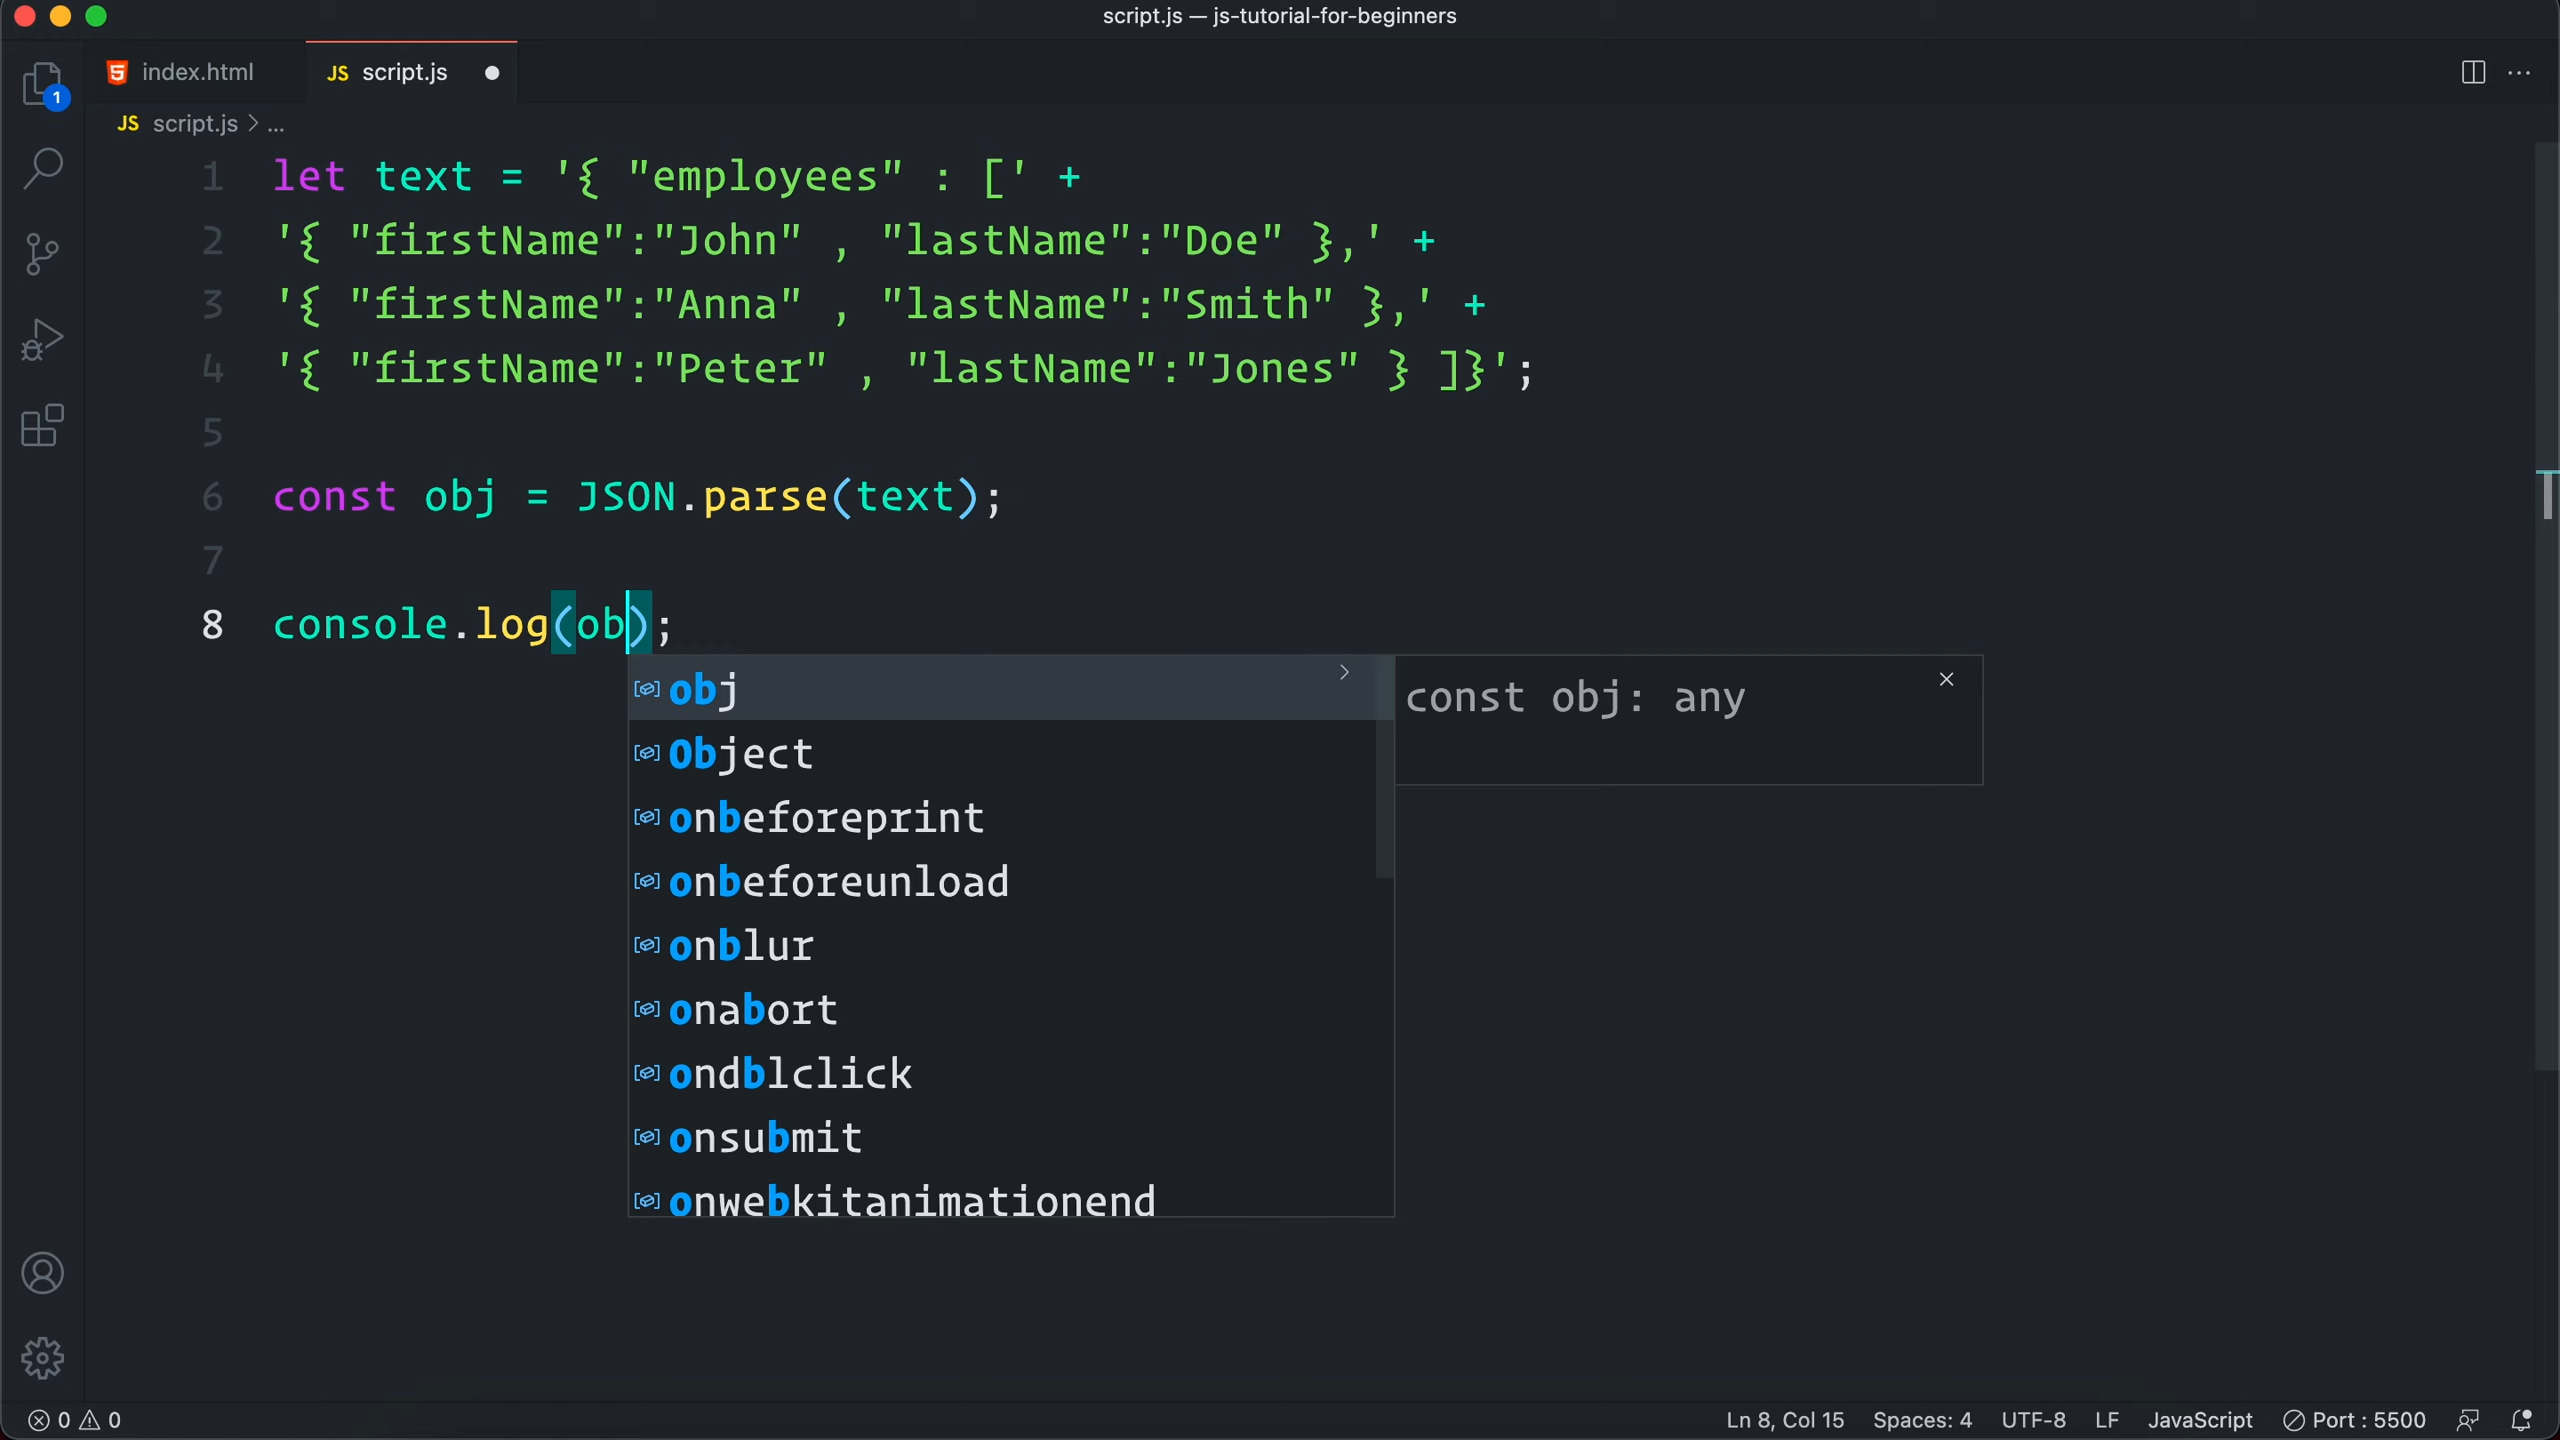 script.js — js-tutorial-for-beginners
index.html
JS script.js
1
JS script.js > ...
1 let text = '{ "employees" : [' +
2 '{ "firstName":"John" , "lastName":"Doe" },' +
3 '{ "firstName":"Anna" , "lastName":"Smith" },' +
4 '{ "firstName":"Peter" , "lastName":"Jones" } ]}';
5
6 const obj = JSON.parse(text);
7
8 console.log(ob);
obj
const obj: any
Object
onbeforeprint
onbeforeunload
onblur
onabort
ondblclick
onsubmit
onwebkitanimationend
0 0 Ln 8, Col 15 Spaces: 4 UTF-8 LF JavaScript Port : 5500